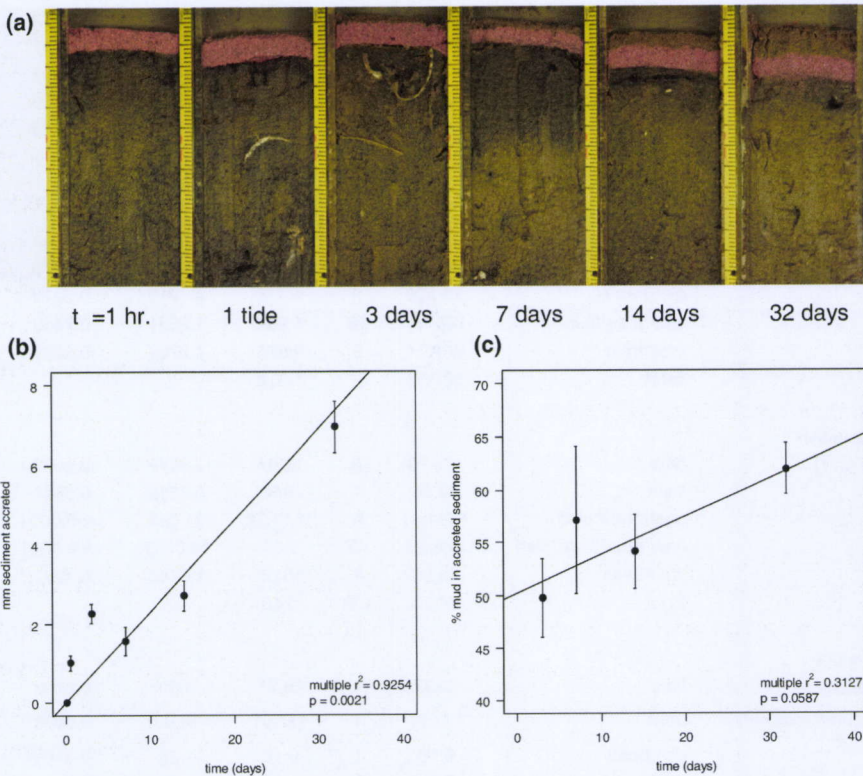 (a)
t =1 hr. 1 tide 3 days 7 days 14 days 32 days
(b)
8
6
4
2
0
mm sediment accreted
multiple r² = 0.9254
p = 0.0021
0 10 20 30 40
time (days)
(c)
70
65
60
55
50
45
40
% mud in accreted sediment
multiple r² = 0.3127
p = 0.0587
0 10 20 30 40
time (days)